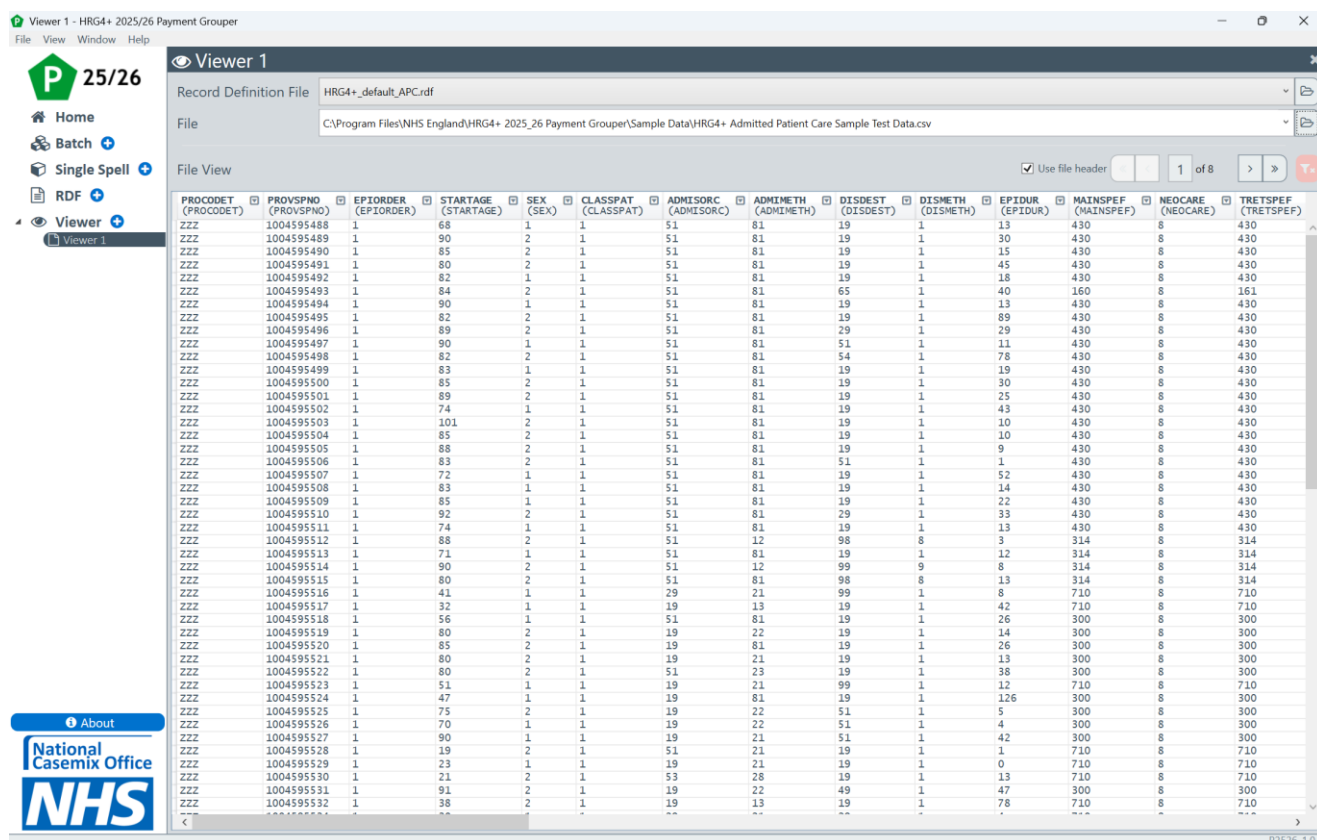 Viewer 1 - HRG4+ 2025/26 Payment Grouper
File View Window Help
P 25/26
Home
Batch
Single Spell
RDF
Viewer
Viewer 1
About
National
Casemix Office
NHS
Viewer 1
Record Definition File HRG4+_default_APC.rdf
File C:\Program Files\NHS England\HRG4+ 2025_26 Payment Grouper\Sample Data\HRG4+ Admitted Patient Care Sample Test Data.csv
File View Use file header 1 of 8
PROCODET PROVSPNO EPIORDER STARTAGE SEX CLASSPAT ADMISORC ADMIMETH DISDEST DISMETH EPIDUR MAINSPEF NEOCARE TRETSPEF
(PROCODET) (PROVSPNO) (EPIORDER) (STARTAGE) (SEX) (CLASSPAT) (ADMISORC) (ADMIMETH) (DISDEST) (DISMETH) (EPIDUR) (MAINSPEF) (NEOCARE) (TRETSPEF)
ZZZ 1004595488 1 68 1 1 51 81 19 1 13 430 8 430
ZZZ 1004595489 1 90 2 1 51 81 19 1 30 430 8 430
ZZZ 1004595490 1 85 2 1 51 81 19 1 15 430 8 430
ZZZ 1004595491 1 80 2 1 51 81 19 1 45 430 8 430
ZZZ 1004595492 1 82 1 1 51 81 19 1 18 430 8 430
ZZZ 1004595493 1 84 2 1 51 81 65 1 40 160 8 161
ZZZ 1004595494 1 90 1 1 51 81 19 1 13 430 8 430
ZZZ 1004595495 1 82 2 1 51 81 19 1 89 430 8 430
ZZZ 1004595496 1 89 2 1 51 81 29 1 29 430 8 430
ZZZ 1004595497 1 90 1 1 51 81 51 1 11 430 8 430
ZZZ 1004595498 1 82 2 1 51 81 54 1 78 430 8 430
ZZZ 1004595499 1 83 1 1 51 81 19 1 19 430 8 430
ZZZ 1004595500 1 85 2 1 51 81 19 1 30 430 8 430
ZZZ 1004595501 1 89 2 1 51 81 19 1 25 430 8 430
ZZZ 1004595502 1 74 1 1 51 81 19 1 43 430 8 430
ZZZ 1004595503 1 101 2 1 51 81 19 1 10 430 8 430
ZZZ 1004595504 1 85 2 1 51 81 19 1 10 430 8 430
ZZZ 1004595505 1 88 2 1 51 81 19 1 9 430 8 430
ZZZ 1004595506 1 83 2 1 51 81 51 1 1 430 8 430
ZZZ 1004595507 1 72 1 1 51 81 19 1 52 430 8 430
ZZZ 1004595508 1 83 1 1 51 81 19 1 14 430 8 430
ZZZ 1004595509 1 85 1 1 51 81 19 1 22 430 8 430
ZZZ 1004595510 1 92 2 1 51 81 29 1 33 430 8 430
ZZZ 1004595511 1 74 1 1 51 81 19 1 13 430 8 430
ZZZ 1004595512 1 88 2 1 51 12 98 8 3 314 8 314
ZZZ 1004595513 1 71 1 1 51 81 19 1 12 314 8 314
ZZZ 1004595514 1 90 2 1 51 12 99 9 8 314 8 314
ZZZ 1004595515 1 80 2 1 51 81 98 8 13 314 8 314
ZZZ 1004595516 1 41 1 1 29 21 99 1 8 710 8 710
ZZZ 1004595517 1 32 1 1 19 13 19 1 42 710 8 710
ZZZ 1004595518 1 56 1 1 51 81 19 1 26 300 8 300
ZZZ 1004595519 1 80 2 1 19 22 19 1 14 300 8 300
ZZZ 1004595520 1 85 2 1 19 81 19 1 26 300 8 300
ZZZ 1004595521 1 80 2 1 19 21 19 1 13 300 8 300
ZZZ 1004595522 1 80 2 1 51 23 19 1 38 300 8 300
ZZZ 1004595523 1 51 1 1 19 21 99 1 12 710 8 710
ZZZ 1004595524 1 47 1 1 19 81 19 1 126 300 8 300
ZZZ 1004595525 1 75 2 1 19 22 51 1 5 300 8 300
ZZZ 1004595526 1 70 1 1 19 22 51 1 4 300 8 300
ZZZ 1004595527 1 90 1 1 19 21 51 1 42 300 8 300
ZZZ 1004595528 1 19 2 1 51 21 19 1 1 710 8 710
ZZZ 1004595529 1 23 1 1 19 21 19 1 0 710 8 710
ZZZ 1004595530 1 21 2 1 53 28 19 1 13 710 8 710
ZZZ 1004595531 1 91 2 1 19 22 49 1 47 300 8 300
ZZZ 1004595532 1 38 2 1 19 13 19 1 78 710 8 710